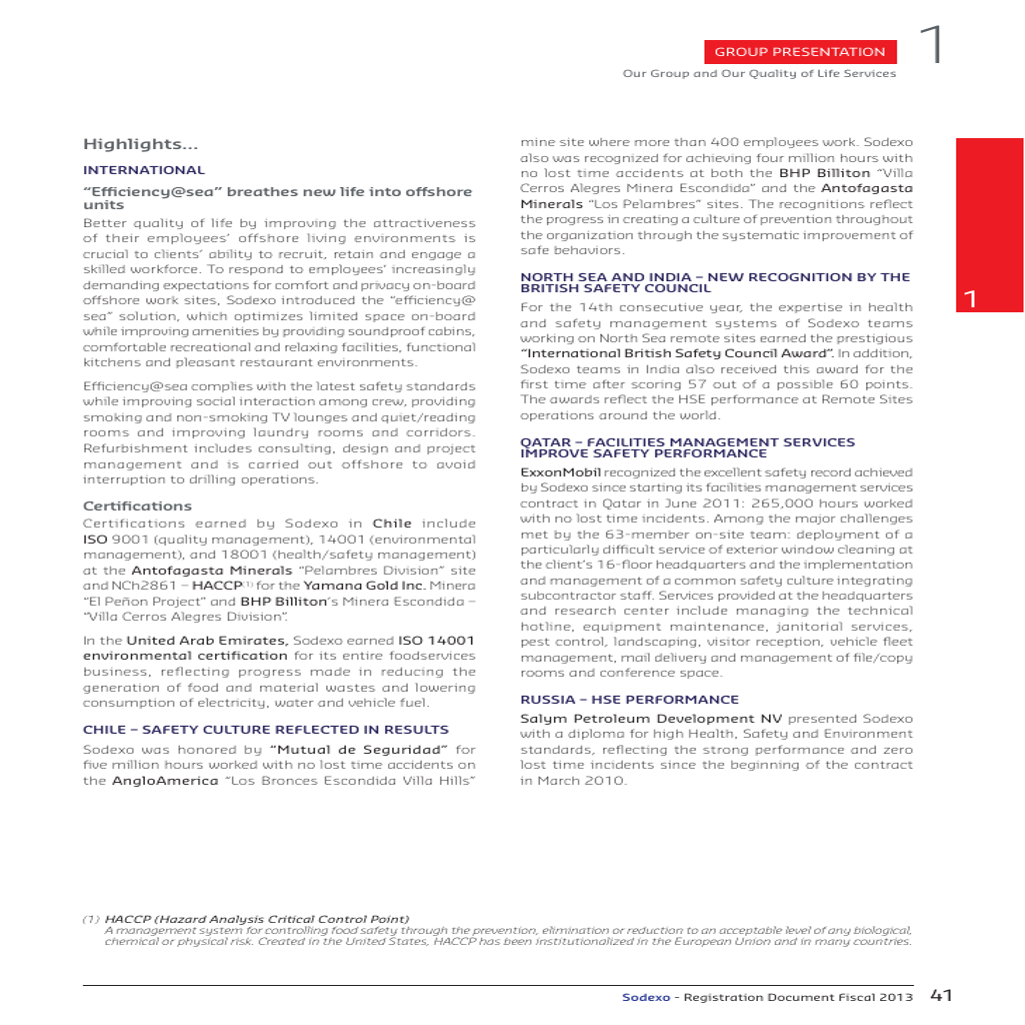 GROUP PRESENTATION
1
Our Group and Our Quality of Life Services
Highlights...
INTERNATIONAL
“Efficiency@sea” breathes new life into offshore
units
Better quality of life by improving the attractiveness
of their employees’ offshore living environments is
crucial to clients’ ability to recruit, retain and engage a
skilled workforce. To respond to employees’ increasingly
demanding expectations for comfort and privacy on-board
offshore work sites, Sodexo introduced the “efficiency@
sea” solution, which optimizes limited space on-board
while improving amenities by providing soundproof cabins,
comfortable recreational and relaxing facilities, functional
kitchens and pleasant restaurant environments.
Efficiency@sea complies with the latest safety standards
while improving social interaction among crew, providing
smoking and non-smoking TV lounges and quiet/reading
rooms and improving laundry rooms and corridors.
Refurbishment includes consulting, design and project
management and is carried out offshore to avoid
interruption to drilling operations.
Certifications
Certifications earned by Sodexo in Chile include
ISO 9001 (quality management), 14001 (environmental
management), and 18001 (health/safety management)
at the Antofagasta Minerals “Pelambres Division” site
and NCh2861 – HACCP(1) for the Yamana Gold Inc. Minera
“El Peñon Project” and BHP Billiton’s Minera Escondida –
“Villa Cerros Alegres Division”.
In the United Arab Emirates, Sodexo earned ISO 14001
environmental certification for its entire foodservices
business, reflecting progress made in reducing the
generation of food and material wastes and lowering
consumption of electricity, water and vehicle fuel.
CHILE – SAFETY CULTURE REFLECTED IN RESULTS
Sodexo was honored by “Mutual de Seguridad” for
five million hours worked with no lost time accidents on
the AngloAmerica “Los Bronces Escondida Villa Hills”
mine site where more than 400 employees work. Sodexo
also was recognized for achieving four million hours with
no lost time accidents at both the BHP Billiton “Villa
Cerros Alegres Minera Escondida” and the Antofagasta
Minerals “Los Pelambres” sites. The recognitions reflect
the progress in creating a culture of prevention throughout
the organization through the systematic improvement of
safe behaviors.
NORTH SEA AND INDIA – NEW RECOGNITION BY THE
BRITISH SAFETY COUNCIL
For the 14th consecutive year, the expertise in health
and safety management systems of Sodexo teams
working on North Sea remote sites earned the prestigious
“International British Safety Council Award”. In addition,
Sodexo teams in India also received this award for the
first time after scoring 57 out of a possible 60 points.
The awards reflect the HSE performance at Remote Sites
operations around the world.
QATAR – FACILITIES MANAGEMENT SERVICES
IMPROVE SAFETY PERFORMANCE
ExxonMobil recognized the excellent safety record achieved
by Sodexo since starting its facilities management services
contract in Qatar in June 2011: 265,000 hours worked
with no lost time incidents. Among the major challenges
met by the 63-member on-site team: deployment of a
particularly difficult service of exterior window cleaning at
the client’s 16-floor headquarters and the implementation
and management of a common safety culture integrating
subcontractor staff. Services provided at the headquarters
and research center include managing the technical
hotline, equipment maintenance, janitorial services,
pest control, landscaping, visitor reception, vehicle fleet
management, mail delivery and management of file/copy
rooms and conference space.
RUSSIA – HSE PERFORMANCE
Salym Petroleum Development NV presented Sodexo
with a diploma for high Health, Safety and Environment
standards, reflecting the strong performance and zero
lost time incidents since the beginning of the contract
in March 2010.
1
(1) HACCP (Hazard Analysis Critical Control Point)
A management system for controlling food safety through the prevention, elimination or reduction to an acceptable level of any biological,
chemical or physical risk. Created in the United States, HACCP has been institutionalized in the European Union and in many countries.
Sodexo - Registration Document Fiscal 2013 41